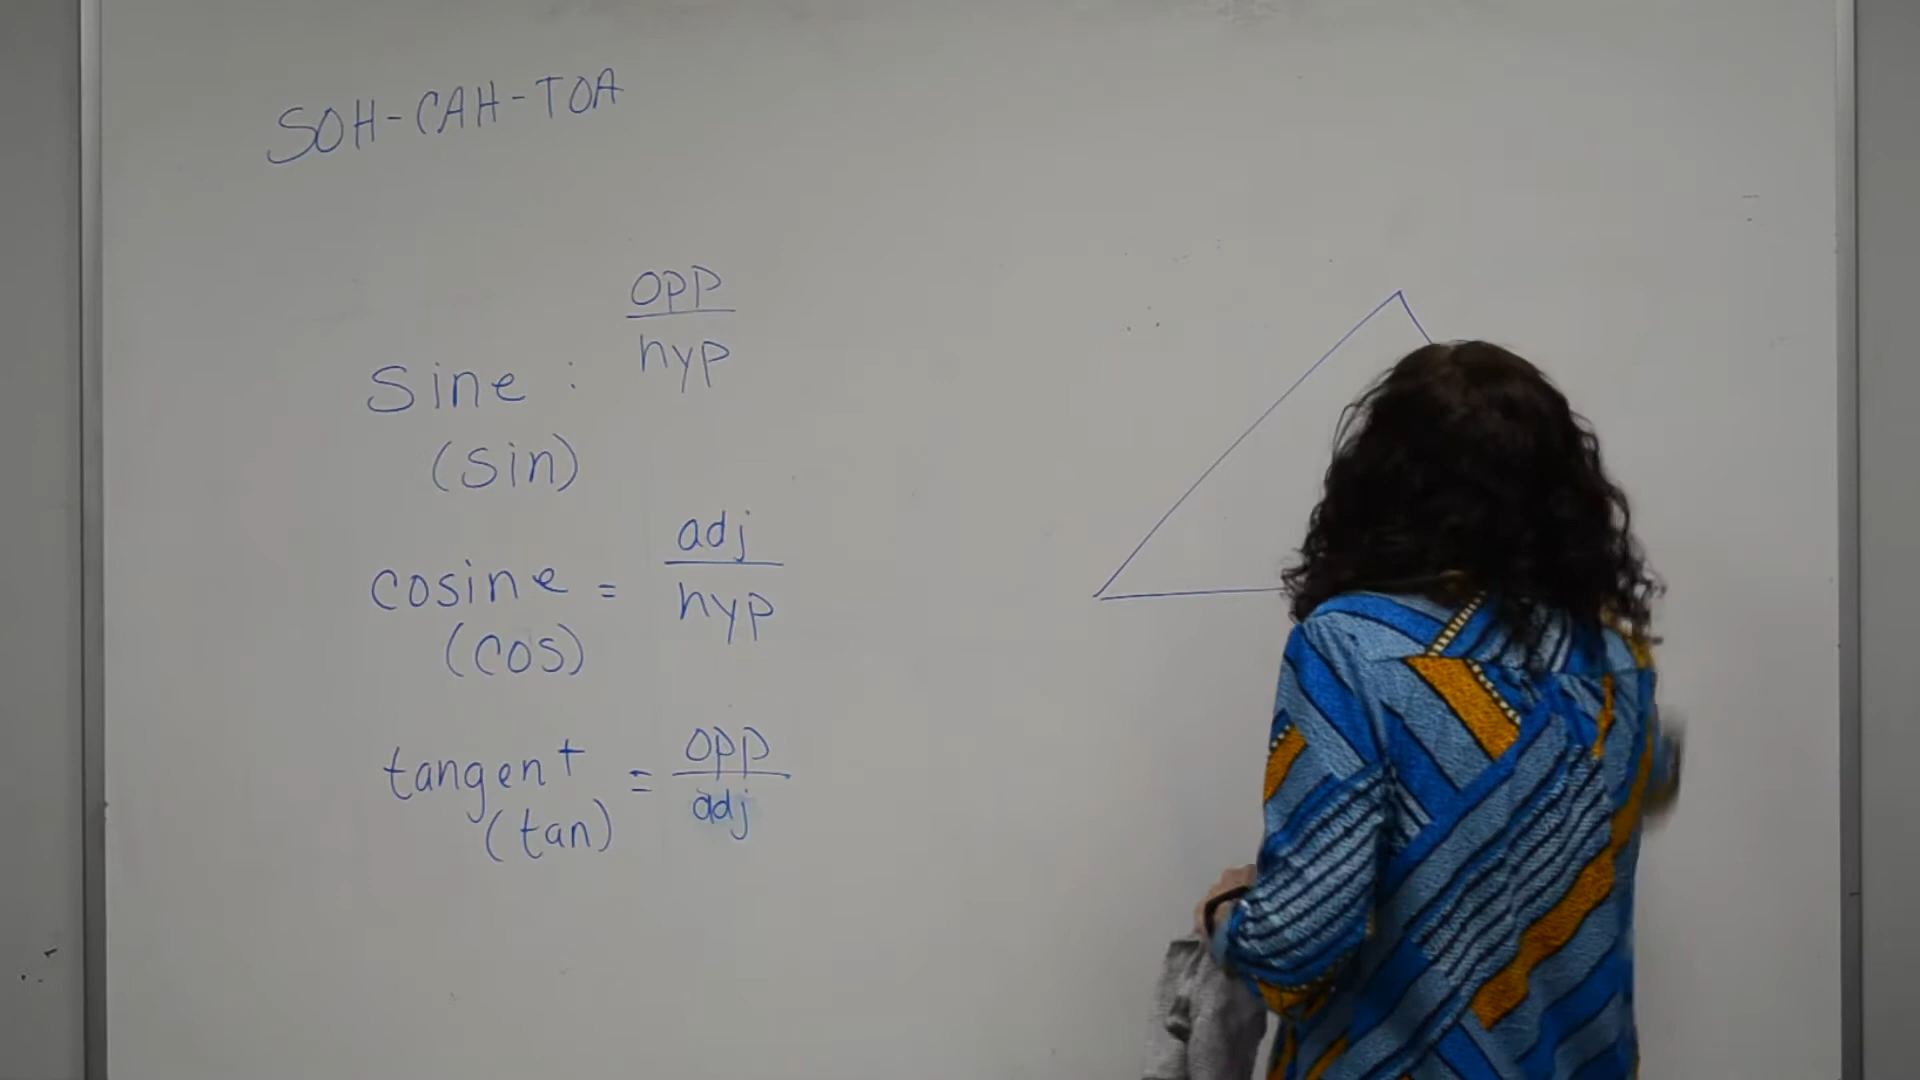 SOH-CAH-TOA
opp
hyp
Sine :
(sin)
adj
hyp
cosine =
(cos)
opp
adj
tangent =
(tan)